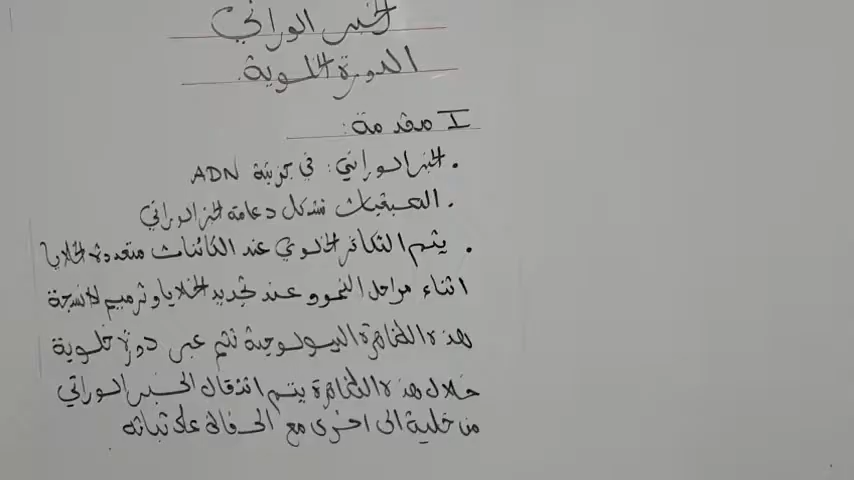 الخبر الوراثي
الدورة الخلوية
I مقدمة:
. الخبر الوراثي: في جزيئة ADN
. الصبغيات تشكل دعامة الخبر الوراثي
. يتم التكاثر الخلوي عند الكائنات متعددة الخلايا
اثناء مراحل النمو وعند تجديد الخلايا وترميم الانسجة
هذه الظاهرة البيولوجية تتم عبر دورة خلوية
خلال هذه الظاهرة يتم انتقال الخبر الوراثي
من خلية الى اخرى مع الحفاظ على ثباته